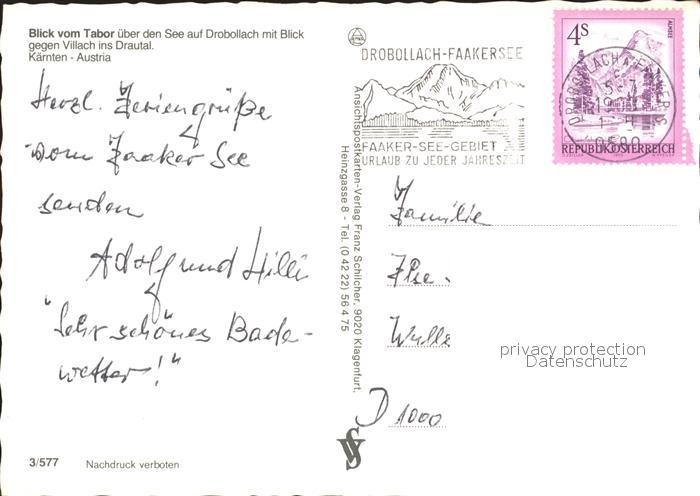 Blick vom Tabor über den See auf Drobollach mit Blick
gegen Villach ins Drautal.
Kärnten - Austria
Herzl. Feriengrüße
vom Faaker See
senden
Adolf und Hilli
"Sehr schönes Bade-
wetter!"
3/577 Nachdruck verboten
Ansichtspostkarten-Verlag Franz Schilcher, 9020 Klagenfurt,
Heinzgasse 8 - Tel. (0 42 22) 56 4 75
DROBOLLACH-FAAKERSEE
FAAKER-SEE-GEBIET
URLAUB ZU JEDER JAHRESZEIT
4S
ALMSEE
REPUBLIK ÖSTERREICH
Familie
Ilse
Wylle
D 1000
privacy protection
Datenschutz